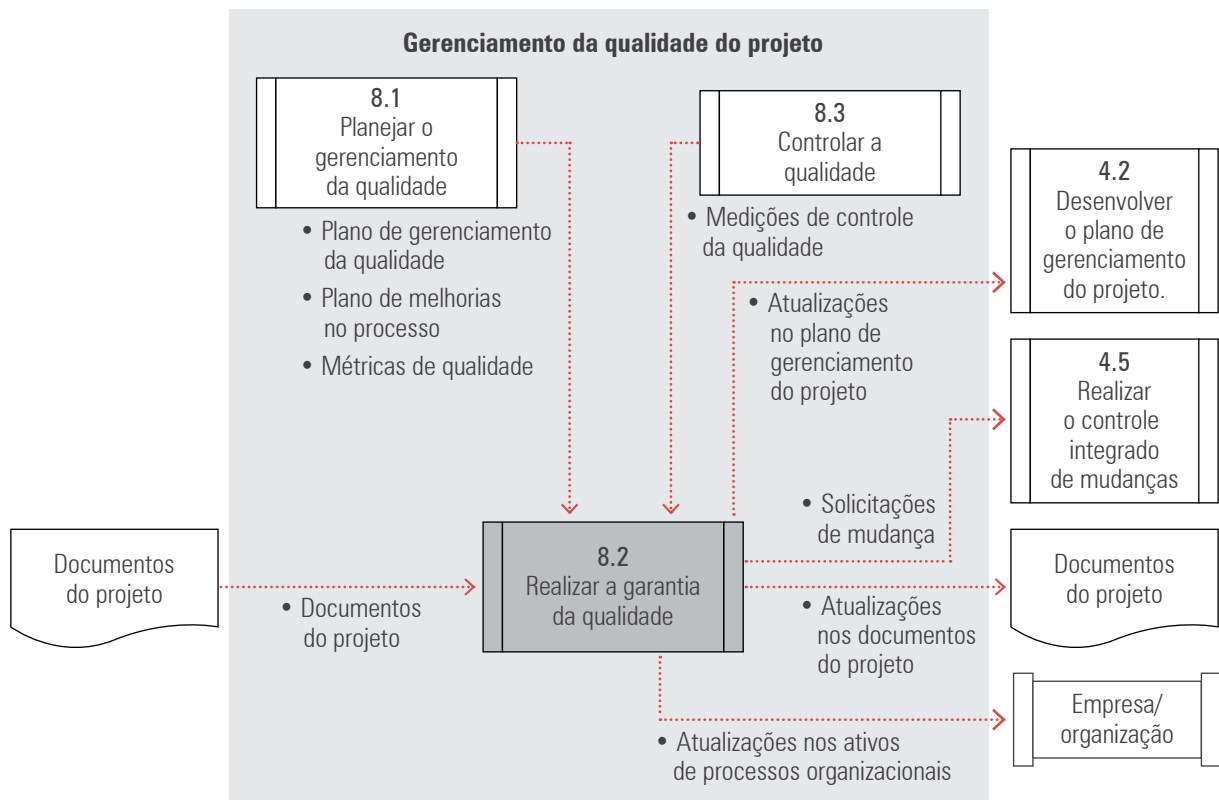 Gerenciamento da qualidade do projeto
8.1
Planejar o
gerenciamento
da qualidade
• Plano de gerenciamento
da qualidade
• Plano de melhorias
no processo
• Métricas de qualidade
8.3
Controlar a
qualidade
• Medições de controle
da qualidade
4.2
Desenvolver
o plano de
gerenciamento
do projeto.
• Atualizações
no plano de
gerenciamento
do projeto
4.5
Realizar
o controle
integrado
de mudanças
• Solicitações
de mudança
Documentos
do projeto
• Documentos
do projeto
8.2
Realizar a garantia
da qualidade
• Atualizações
nos documentos
do projeto
Documentos
do projeto
• Atualizações nos ativos
de processos organizacionais
Empresa/
organização